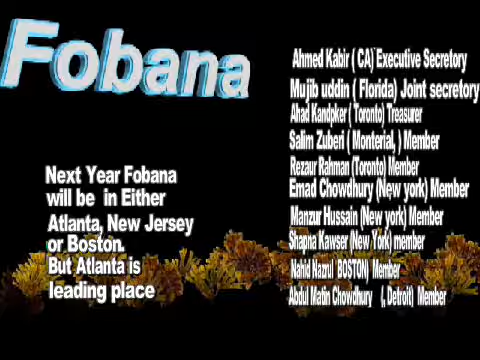 Fobana
Next Year Fobana
will be in Either
Atlanta, New Jersey
or Boston.
But Atlanta is
leading place
Ahmed Kabir ( CA) Executive Secretory
Mujib uddin ( Florida) Joint secretory
Ahad Kandpker ( Toronto) Treasurer
Salim Zuberi ( Monterial, ) Member
Rezaur Rahman (Toronto) Member
Emad Chowdhury (New york) Member
Manzur Hussain (New york) Member
Shapna Kawser (New York) member
Nahid Nazrul BOSTON) Member
Abdul Matin Chowdhury (, Detroit) Member